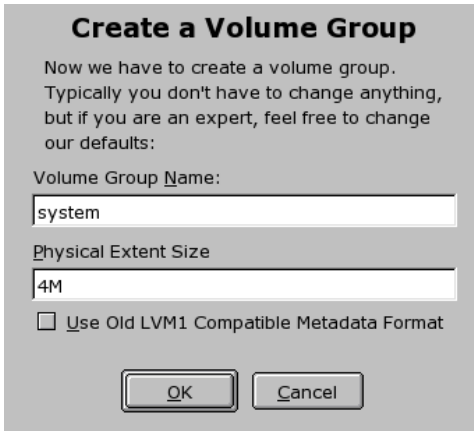 Create a Volume Group
Now we have to create a volume group.
Typically you don't have to change anything,
but if you are an expert, feel free to change
our defaults:
Volume Group Name:
system
Physical Extent Size
4M
Use Old LVM1 Compatible Metadata Format
OK Cancel